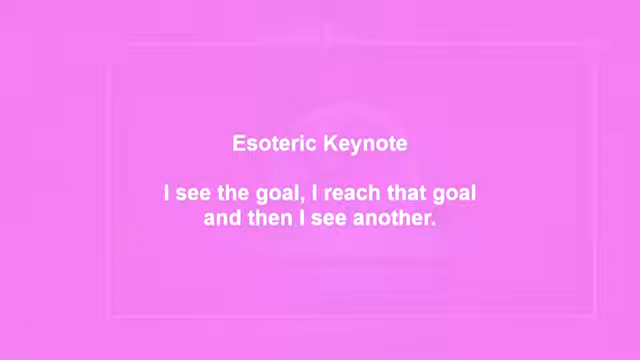 Esoteric Keynote
I see the goal, I reach that goal
and then I see another.